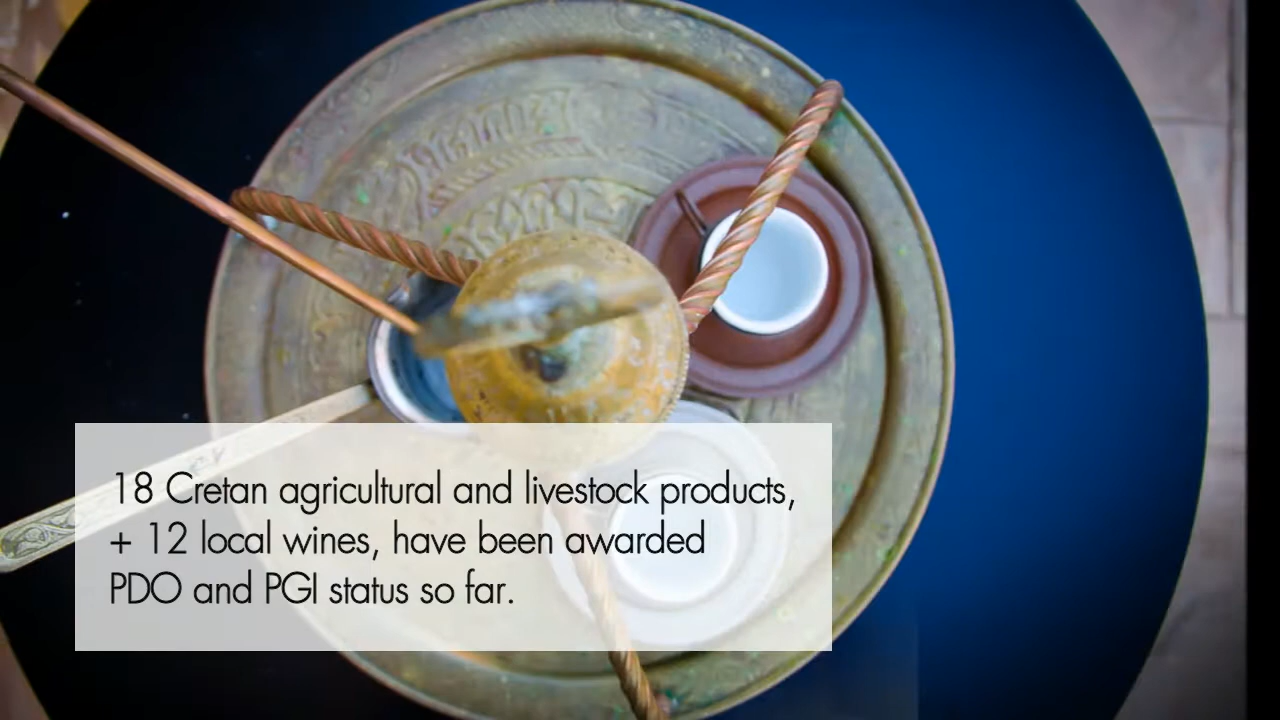 18 Cretan agricultural and livestock products,
+ 12 local wines, have been awarded
PDO and PGI status so far.